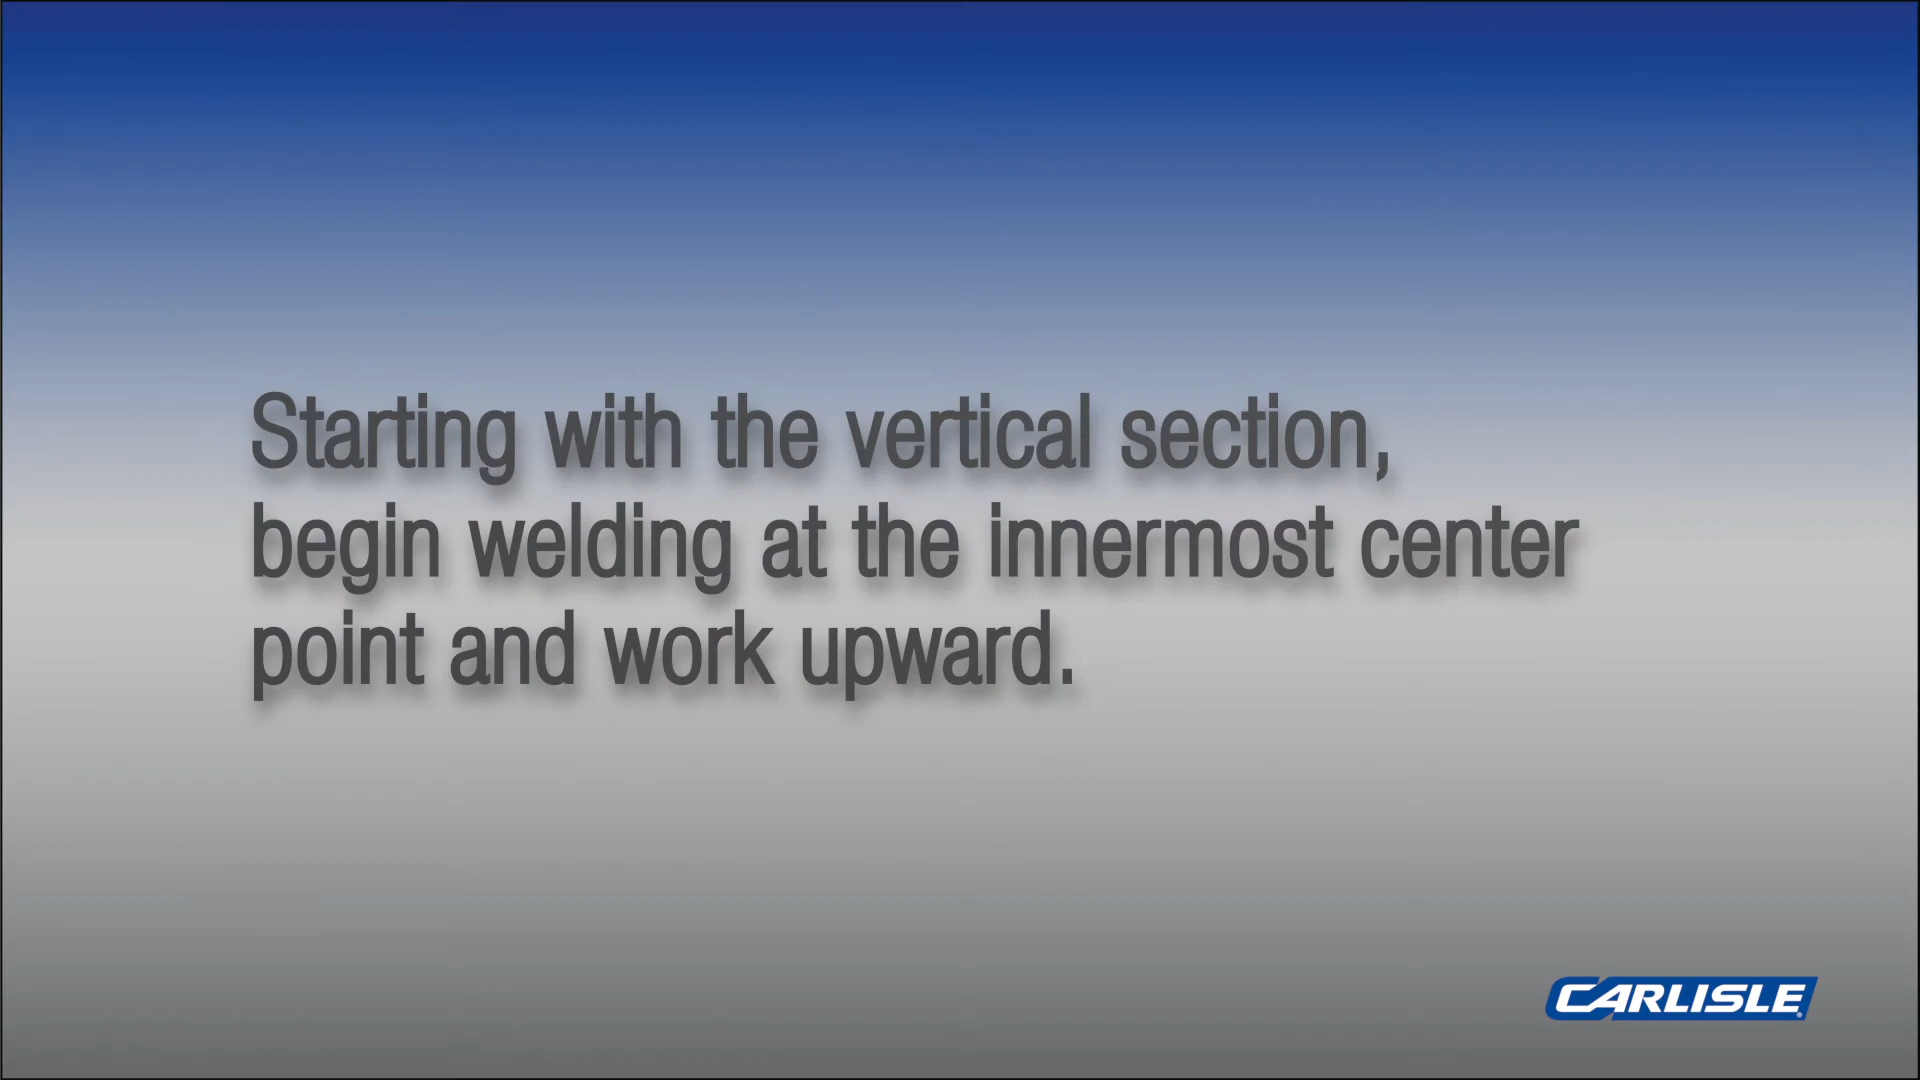 Starting with the vertical section,
begin welding at the innermost center
point and work upward.
CARLISLE